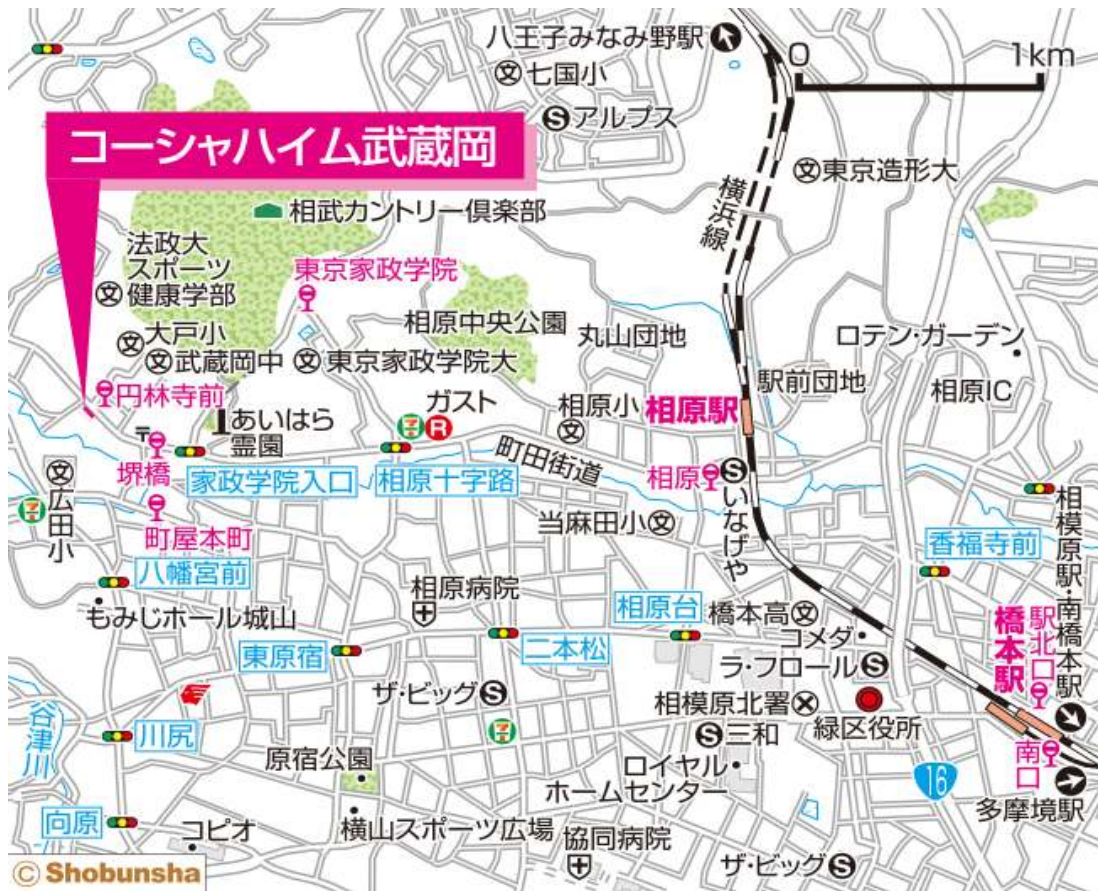 八王子みなみ野駅
0 1km
七国小
アルプス
コーシャハイム武蔵岡
東京造形大
横浜線
相武カントリー倶楽部
法政大
スポーツ
健康学部
東京家政学院
相原中央公園
丸山団地
ロテン・ガーデン
大戸小
武蔵岡中
東京家政学院大
駅前団地
相原IC
円林寺前
ガスト
相原小
相原駅
あいはら
霊園
堺橋
家政学院入口
相原十字路
町田街道
相原
いなげや
広田小
町屋本町
当麻田小
相模原駅・南橋本駅
香福寺前
八幡宮前
もみじホール城山
相原病院
相原台
橋本高
コメダ
橋本駅
駅北口
東原宿
二本松
ラ・フロール
ザ・ビッグ
相模原北署
緑区役所
谷津川
川尻
三和
南口
原宿公園
ロイヤル
ホームセンター
16
多摩境駅
向原
コピオ
横山スポーツ広場
協同病院
ザ・ビッグ
© Shobunsha